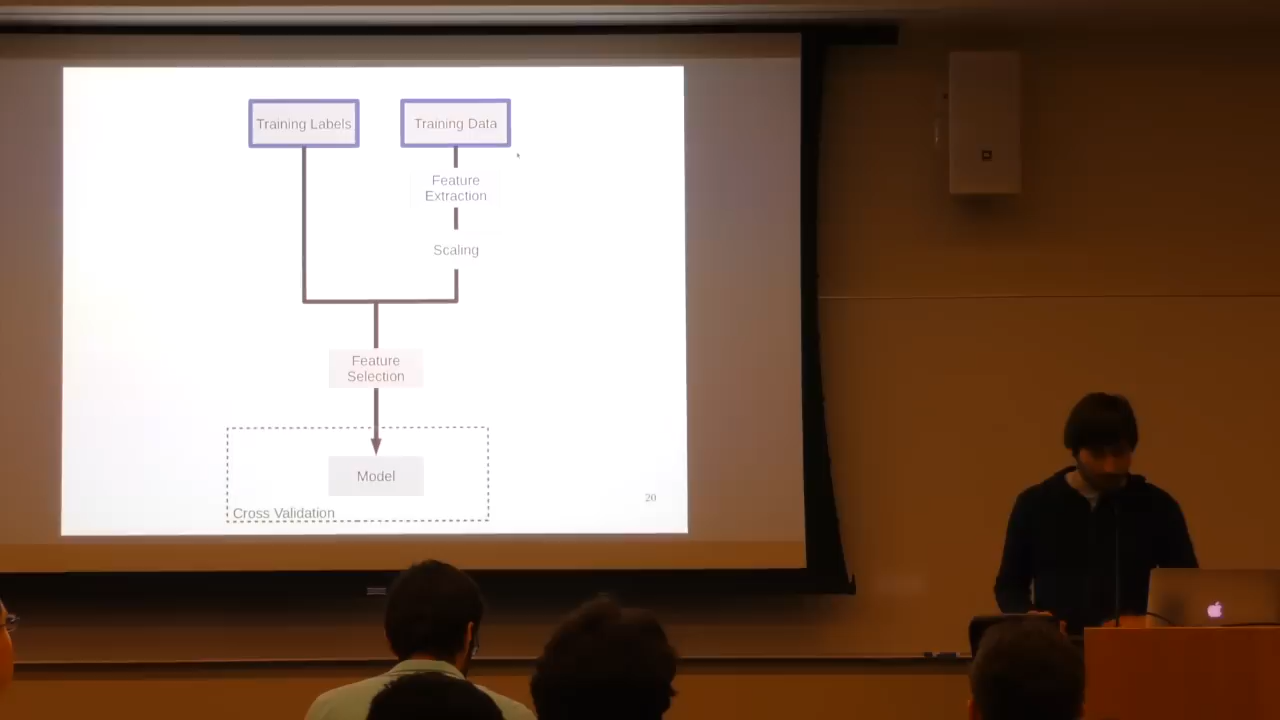 Training Labels
Training Data
Feature
Extraction
Scaling
Feature
Selection
Model
Cross Validation
20